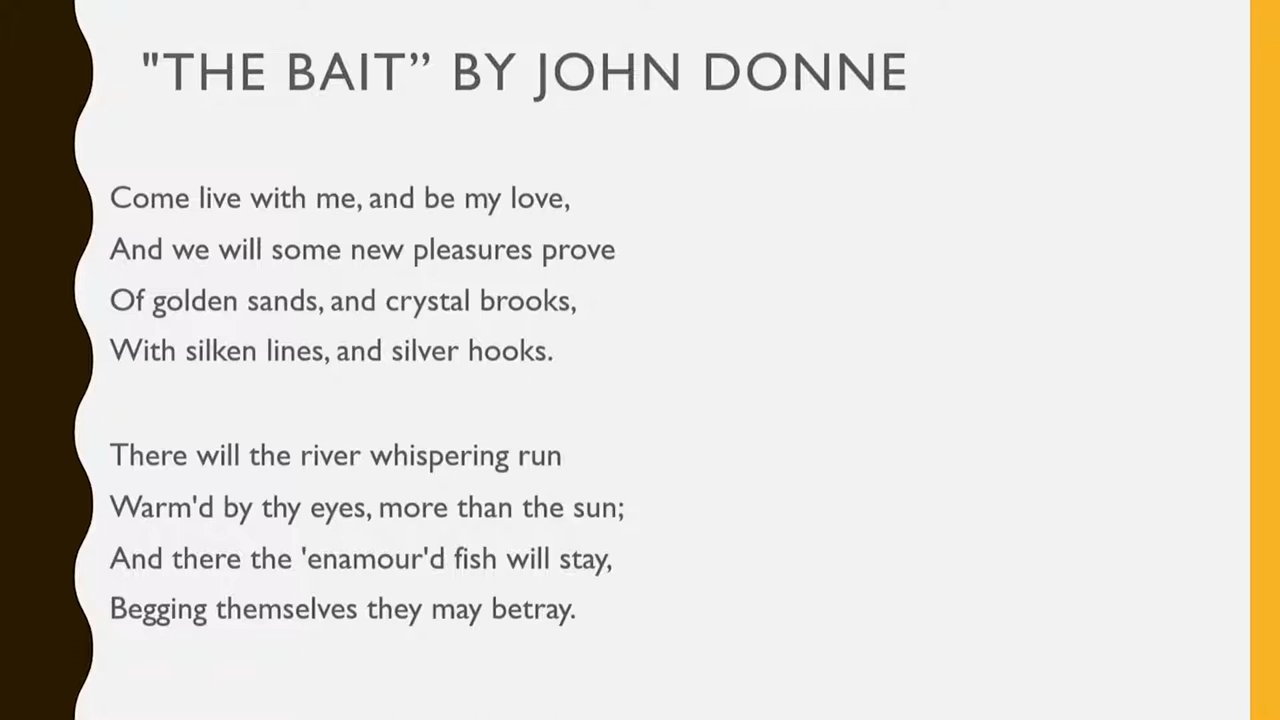 "THE BAIT” BY JOHN DONNE
Come live with me, and be my love,
And we will some new pleasures prove
Of golden sands, and crystal brooks,
With silken lines, and silver hooks.
There will the river whispering run
Warm'd by thy eyes, more than the sun;
And there the 'enamour'd fish will stay,
Begging themselves they may betray.